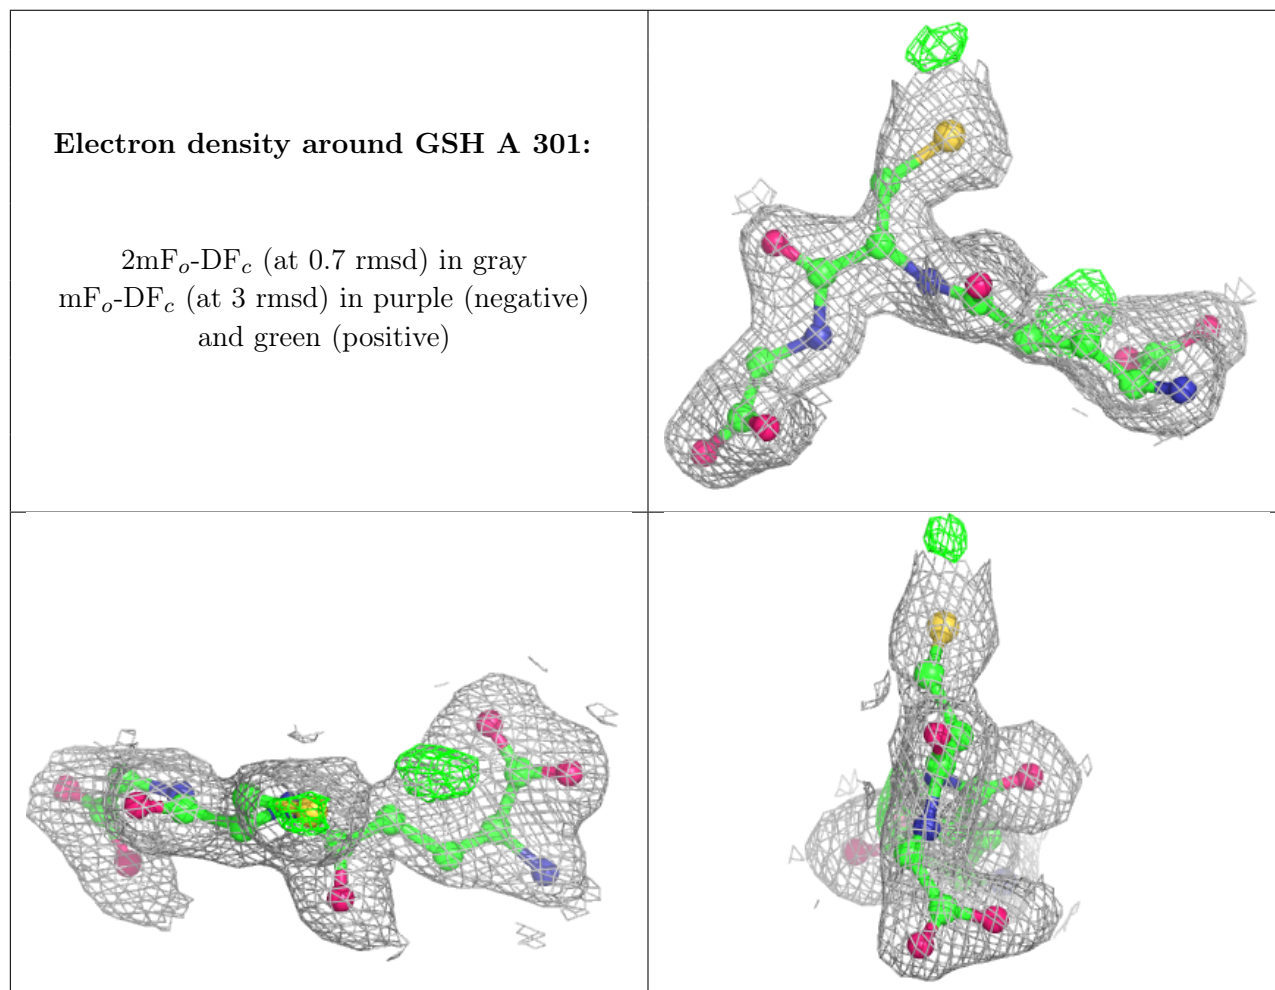 Electron density around GSH A 301:
2mFo-DFc (at 0.7 rmsd) in gray
mFo-DFc (at 3 rmsd) in purple (negative)
and green (positive)